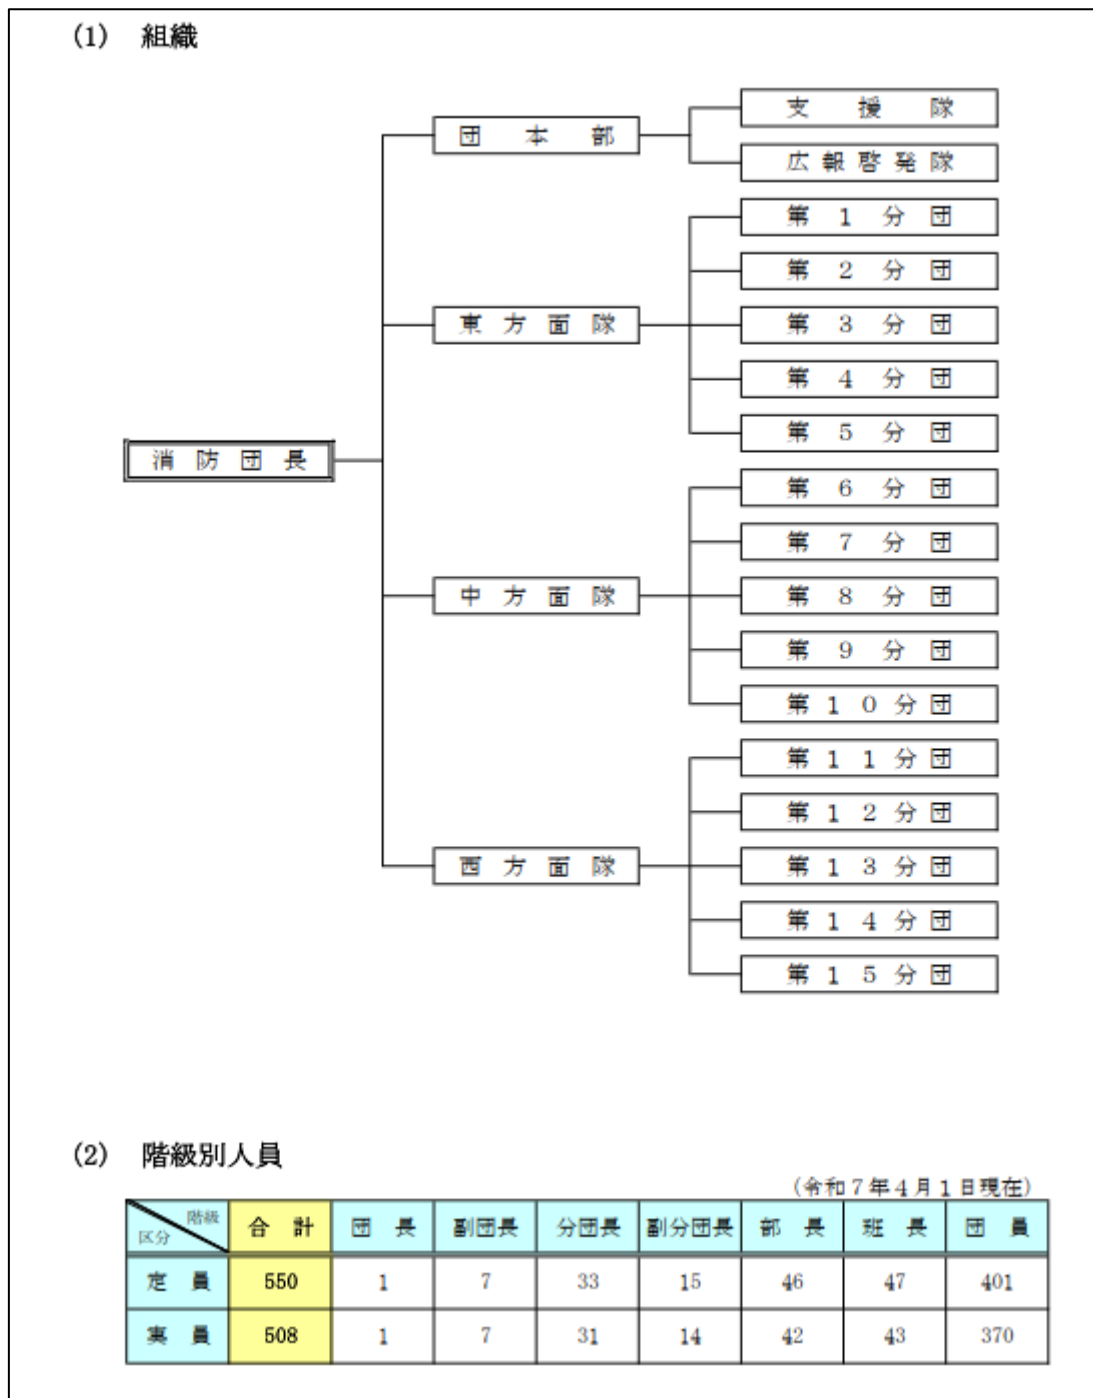 (1) 組織
支援隊
団本部
広報啓発隊
第1分団
第2分団
東方面隊
第3分団
第4分団
第5分団
消防団長
第6分団
第7分団
中方面隊
第8分団
第9分団
第10分団
第11分団
第12分団
西方面隊
第13分団
第14分団
第15分団
(2) 階級別人員
(令和7年4月1日現在)
階級 区分 合計 団長 副団長 分団長 副分団長 部長 班長 団員
定員 550 1 7 33 15 46 47 401
実員 508 1 7 31 14 42 43 370